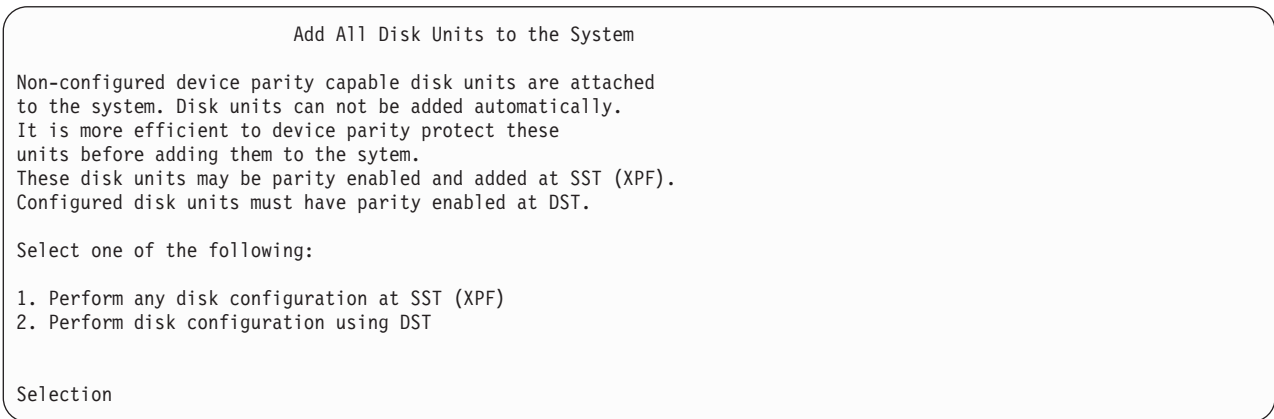 Add All Disk Units to the System
Non-configured device parity capable disk units are attached
to the system. Disk units can not be added automatically.
It is more efficient to device parity protect these
units before adding them to the sytem.
These disk units may be parity enabled and added at SST (XPF).
Configured disk units must have parity enabled at DST.
Select one of the following:
1. Perform any disk configuration at SST (XPF)
2. Perform disk configuration using DST
Selection